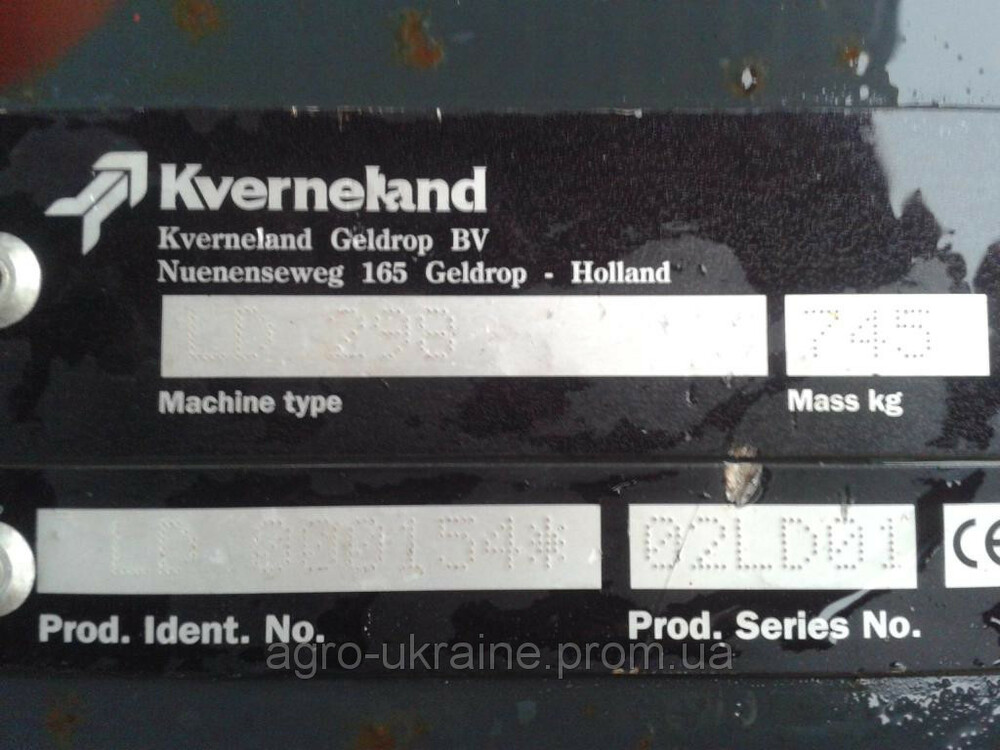 Kverneland
Kverneland Geldrop BV
Nuenenseweg 165 Geldrop - Holland
LD 298 745
Machine type Mass kg
LD 000154* 02LD01 CE
Prod. Ident. No. Prod. Series No.
agro-ukraine.prom.ua